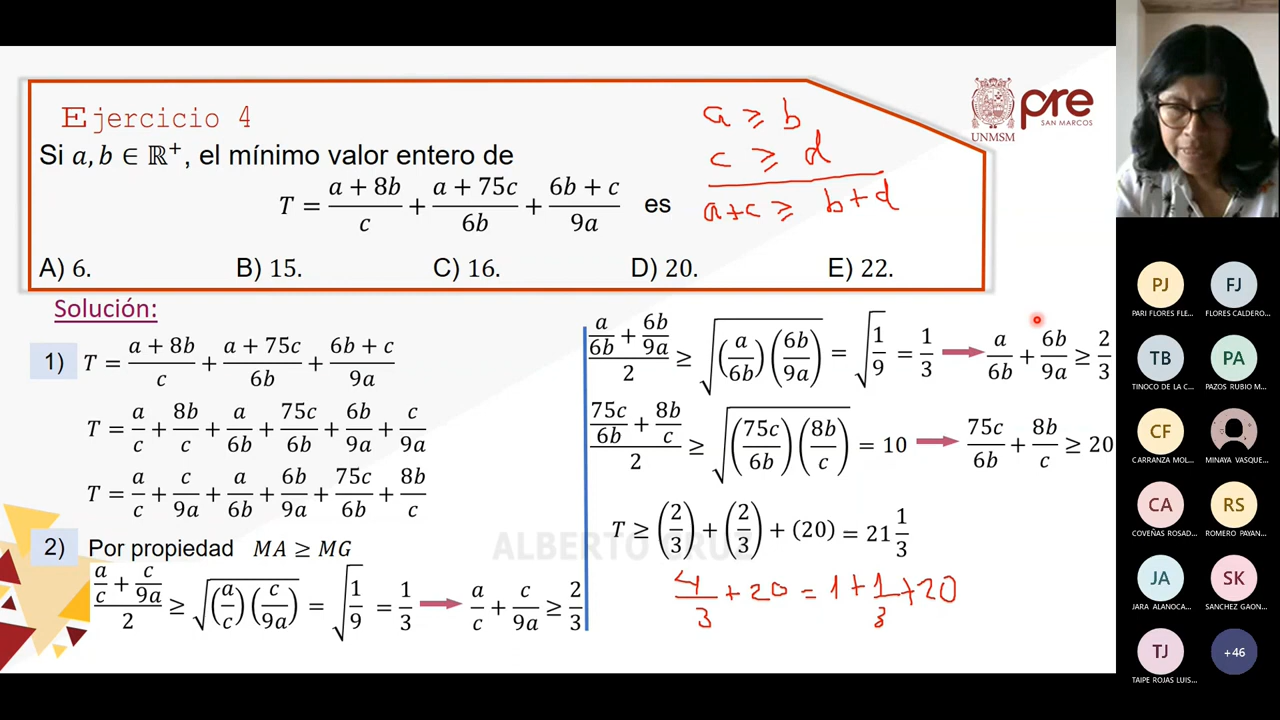 Ejercicio 4
Si a, b ∈ ℝ⁺, el mínimo valor entero de
T = (a + 8b)/c + (a + 75c)/6b + (6b + c)/9a es
A) 6. B) 15. C) 16. D) 20. E) 22.
a ≥ b
c ≥ d
a+c ≥ b+d
UNMSM
pre
SAN MARCOS
Solución:
1) T = (a + 8b)/c + (a + 75c)/6b + (6b + c)/9a
T = a/c + 8b/c + a/6b + 75c/6b + 6b/9a + c/9a
T = a/c + c/9a + a/6b + 6b/9a + 75c/6b + 8b/c
2) Por propiedad MA ≥ MG
(a/c + c/9a)/2 ≥ √((a/c)(c/9a)) = √(1/9) = 1/3 → a/c + c/9a ≥ 2/3
(a/6b + 6b/9a)/2 ≥ √((a/6b)(6b/9a)) = √(1/9) = 1/3 → a/6b + 6b/9a ≥ 2/3
(75c/6b + 8b/c)/2 ≥ √((75c/6b)(8b/c)) = 10 → 75c/6b + 8b/c ≥ 20
T ≥ (2/3) + (2/3) + (20) = 21 1/3
4/3 + 20 = 1 + 1/3 + 20
ALBERTO CRUZ
PJ
PARI FLORES FLE...
FJ
FLORES CALDERO...
TB
TINOCO DE LA C...
PA
PAZOS RUBIO M...
CF
CARRANZA MOL...
MINAYA VASQUE...
CA
COVEÑAS ROSAD...
RS
ROMERO PAYAN...
JA
JARA ALANOCA...
SK
SANCHEZ GAON...
TJ
TAIPE ROJAS LUIS...
+46